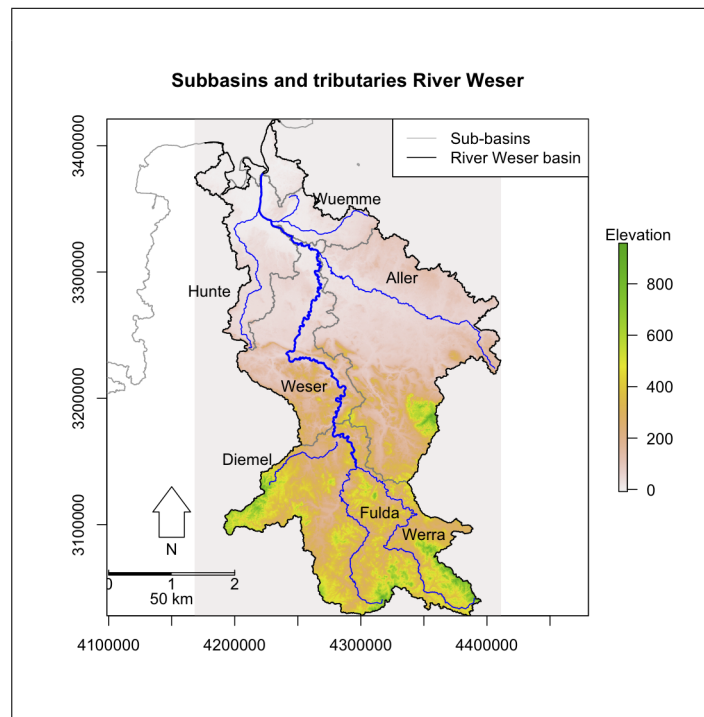 Subbasins and tributaries River Weser
Sub-basins
River Weser basin
3400000
3300000
3200000
3100000
Wuemme
Aller
Hunte
Weser
Diemel
Fulda
Werra
N
0 1 2
50 km
4100000 4200000 4300000 4400000
Elevation
800
600
400
200
0